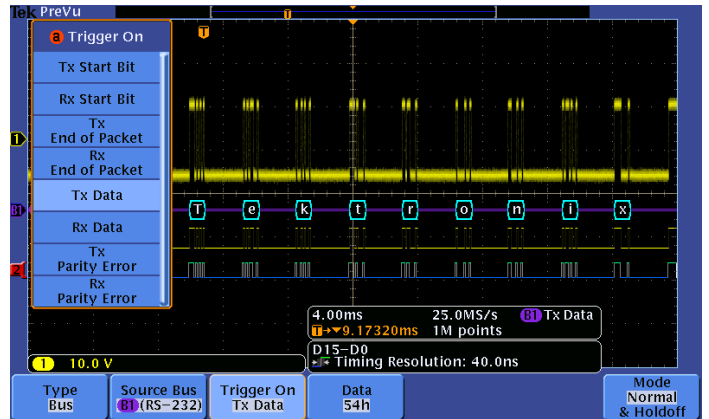 Tek PreVu
T
a Trigger On
T
Tx Start Bit
Rx Start Bit
Tx
End of Packet
1
Rx
End of Packet
Tx Data
B1
T e k t r o n i x
Rx Data
Tx
Parity Error
2
Rx
Parity Error
4.00ms 25.0MS/s B1 Tx Data
T→▼9.17320ms 1M points
D15-D0
Timing Resolution: 40.0ns
1 10.0 V
Type
Bus
Source Bus
B1 (RS-232)
Trigger On
Tx Data
Data
54h
Mode
Normal
& Holdoff